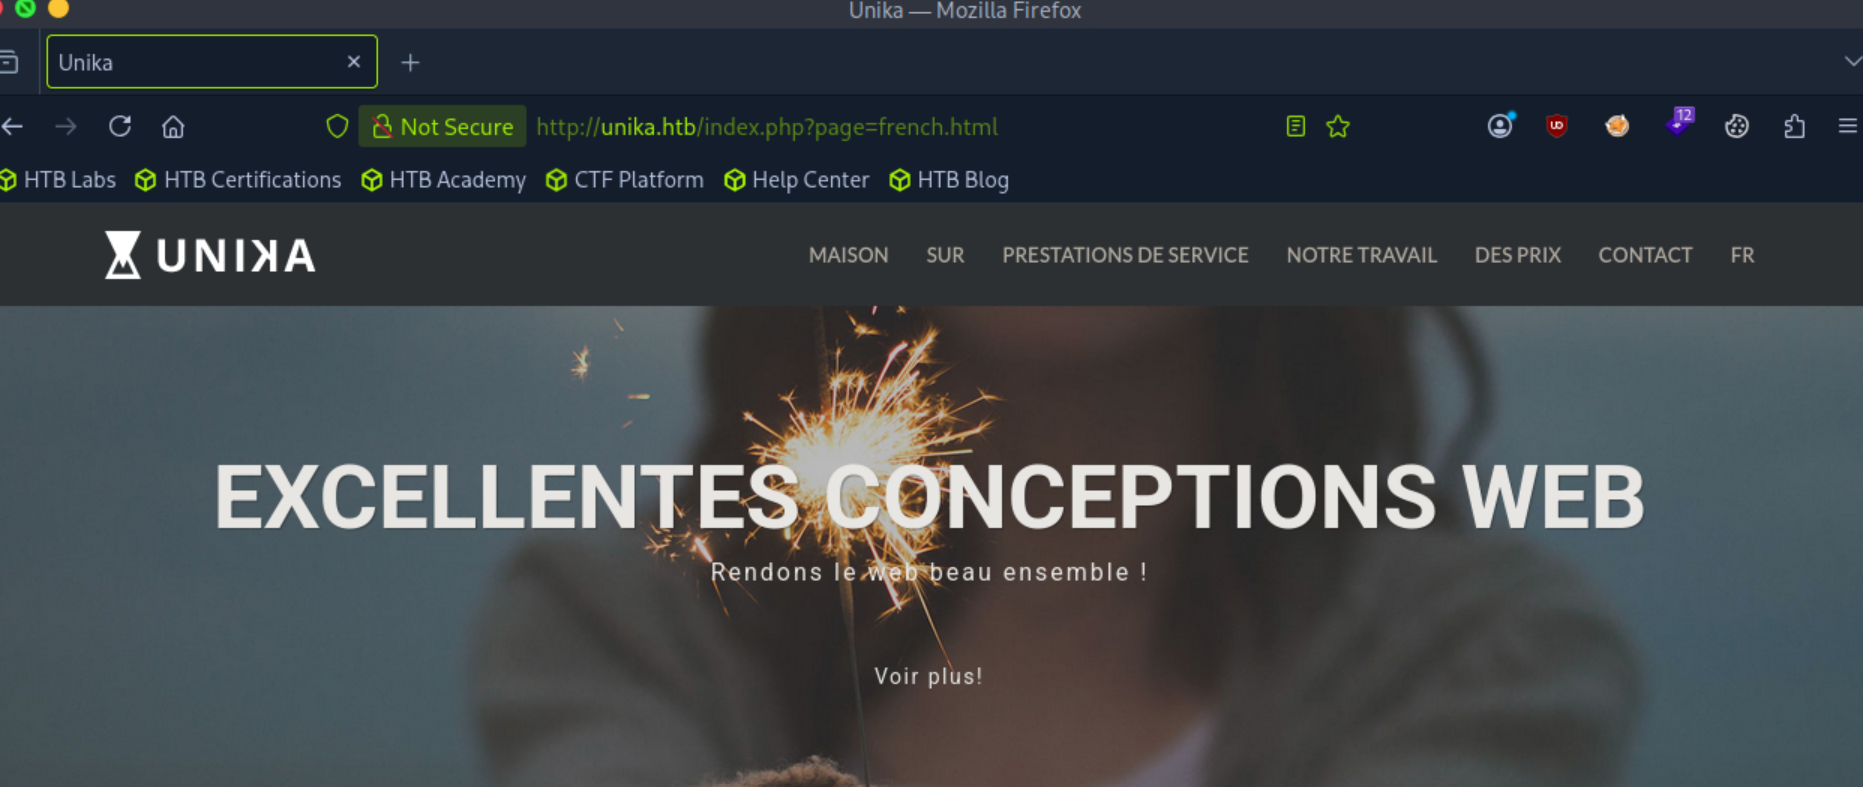 Unika — Mozilla Firefox
Unika
Not Secure http://unika.htb/index.php?page=french.html
12
HTB Labs HTB Certifications HTB Academy CTF Platform Help Center HTB Blog
UNIKA MAISON SUR PRESTATIONS DE SERVICE NOTRE TRAVAIL DES PRIX CONTACT FR
EXCELLENTES CONCEPTIONS WEB
Rendons le web beau ensemble !
Voir plus!